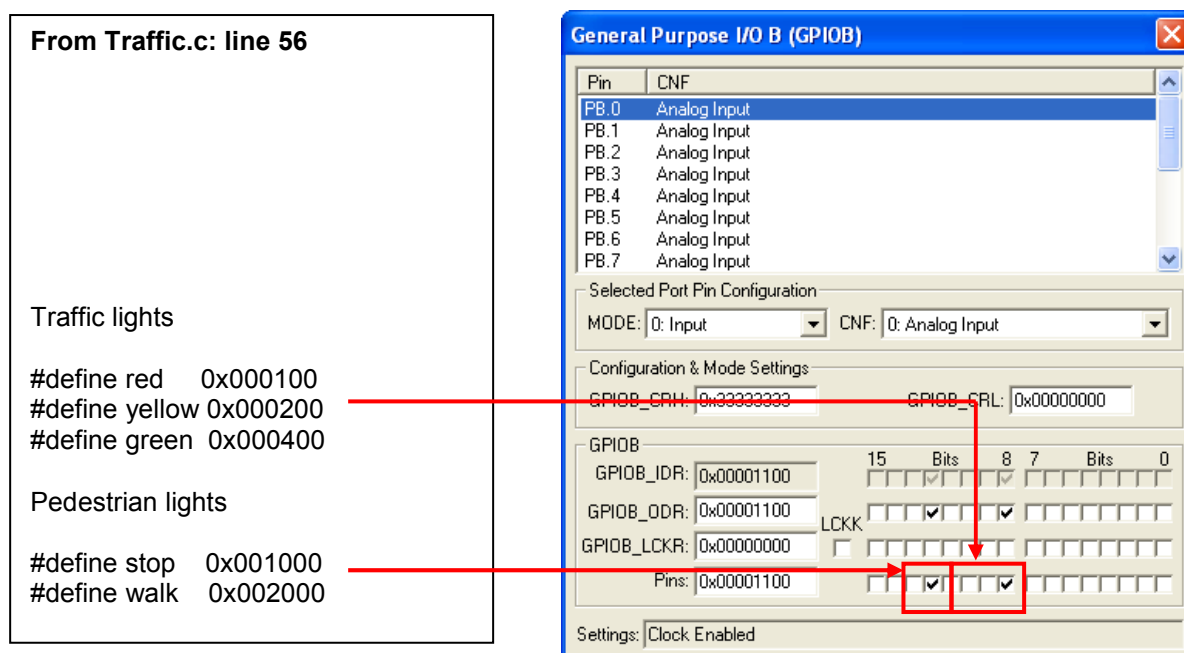 From Traffic.c: line 56
Traffic lights
#define red 0x000100
#define yellow 0x000200
#define green 0x000400
Pedestrian lights
#define stop 0x001000
#define walk 0x002000
General Purpose I/O B (GPIOB)
Pin CNF
PB.0 Analog Input
PB.1 Analog Input
PB.2 Analog Input
PB.3 Analog Input
PB.4 Analog Input
PB.5 Analog Input
PB.6 Analog Input
PB.7 Analog Input
Selected Port Pin Configuration
MODE: 0: Input CNF: 0: Analog Input
Configuration & Mode Settings
GPIOB_CRH: 0x33333333 GPIOB_CRL: 0x00000000
GPIOB
15 Bits 8 7 Bits 0
GPIOB_IDR: 0x00001100
GPIOB_ODR: 0x00001100
LCKK
GPIOB_LCKR: 0x00000000
Pins: 0x00001100
Settings: Clock Enabled